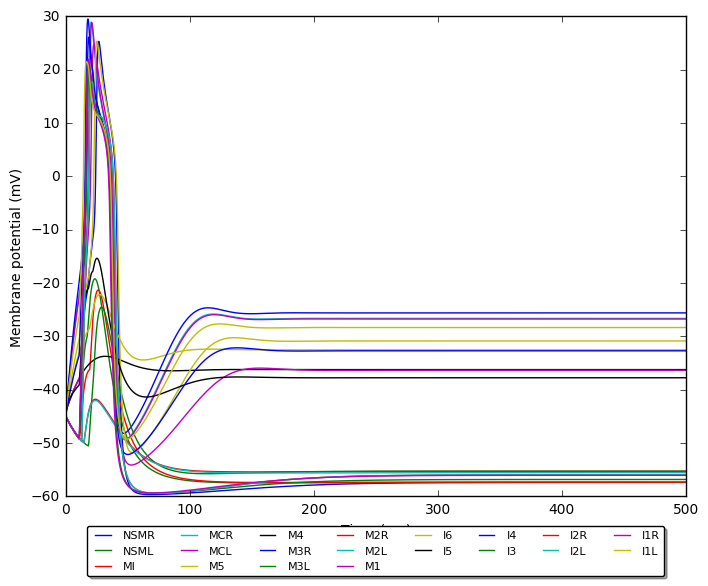 30
20
10
0
−10
−20
−30
−40
−50
−60
Membrane potential (mV)
0 100 200 300 400 500
NSMR MCR M4 M2R I6 I4 I2R I1R
NSML MCL M3R M2L I5 I3 I2L I1L
MI M5 M3L M1